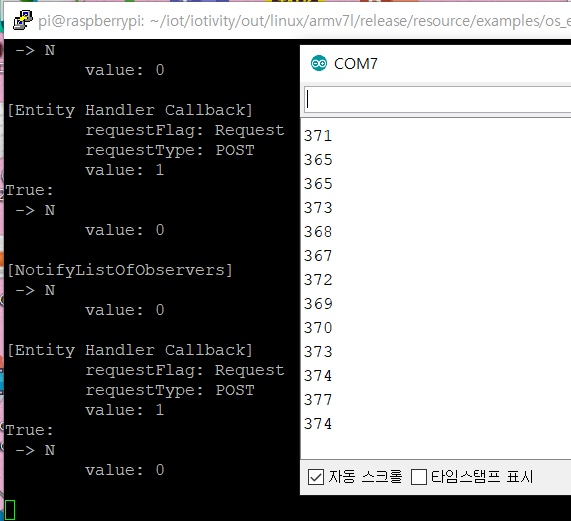 pi@raspberrypi: ~/iot/iotivity/out/linux/armv7l/release/resource/examples/os_e
-> N
value: 0
[Entity Handler Callback]
requestFlag: Request
requestType: POST
value: 1
True:
-> N
value: 0
[NotifyListOfObservers]
-> N
value: 0
[Entity Handler Callback]
requestFlag: Request
requestType: POST
value: 1
True:
-> N
value: 0
COM7
371
365
365
373
368
367
372
369
370
373
374
377
374
자동 스크롤 타임스탬프 표시